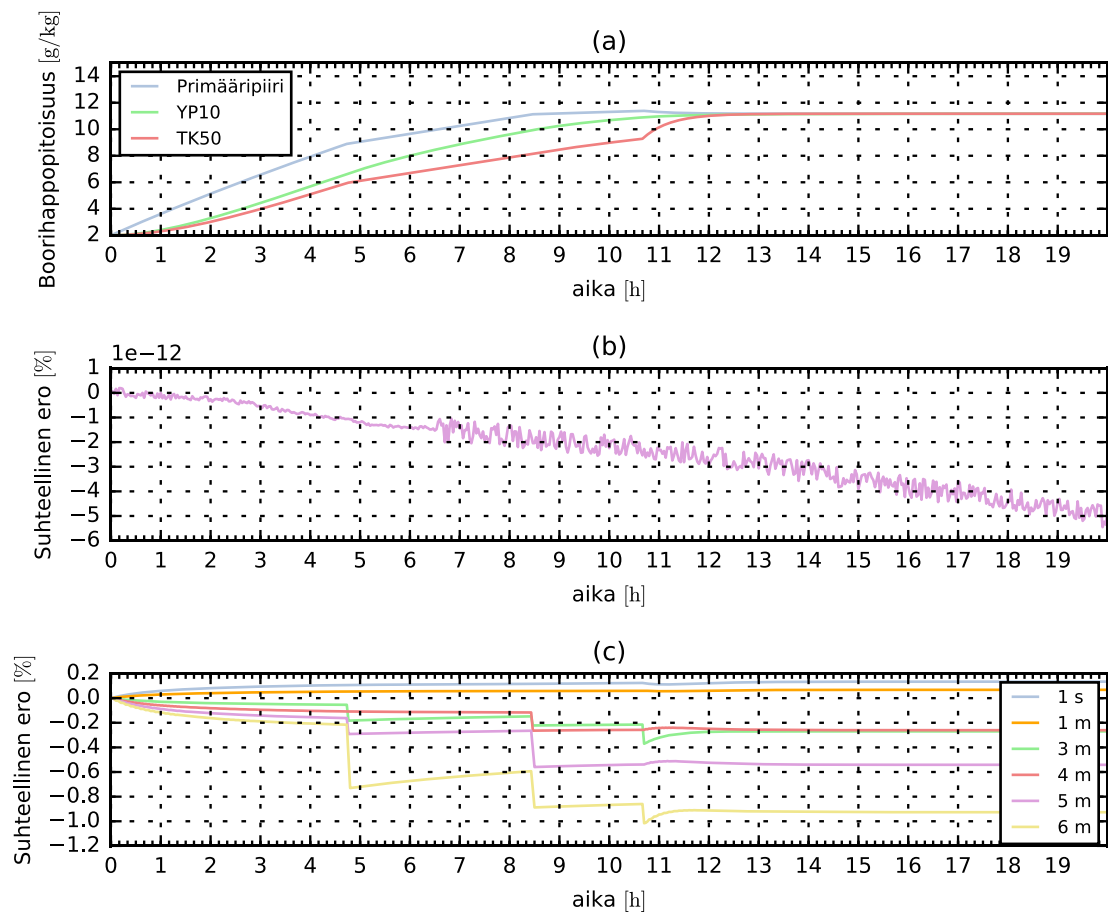 (a)
Boorihappopitoisuus [g/kg]
14
12
10
8
6
4
2
Primääripiiri
YP10
TK50
0 1 2 3 4 5 6 7 8 9 10 11 12 13 14 15 16 17 18 19
aika [h]
(b)
1e−12
Suhteellinen ero [%]
1
0
−1
−2
−3
−4
−5
−6
0 1 2 3 4 5 6 7 8 9 10 11 12 13 14 15 16 17 18 19
aika [h]
(c)
Suhteellinen ero [%]
0.2
0.0
−0.2
−0.4
−0.6
−0.8
−1.0
−1.2
1 s
1 m
3 m
4 m
5 m
6 m
0 1 2 3 4 5 6 7 8 9 10 11 12 13 14 15 16 17 18 19
aika [h]